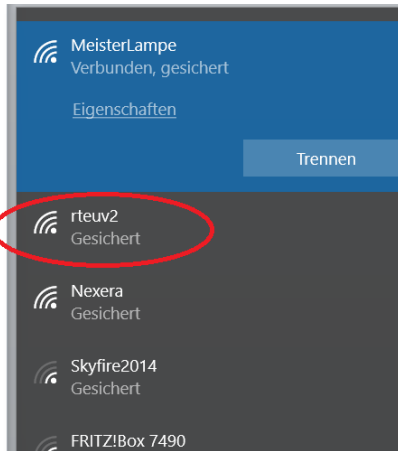 MeisterLampe
Verbunden, gesichert
Eigenschaften
Trennen
rteuv2
Gesichert
Nexera
Gesichert
Skyfire2014
Gesichert
FRITZ!Box 7490